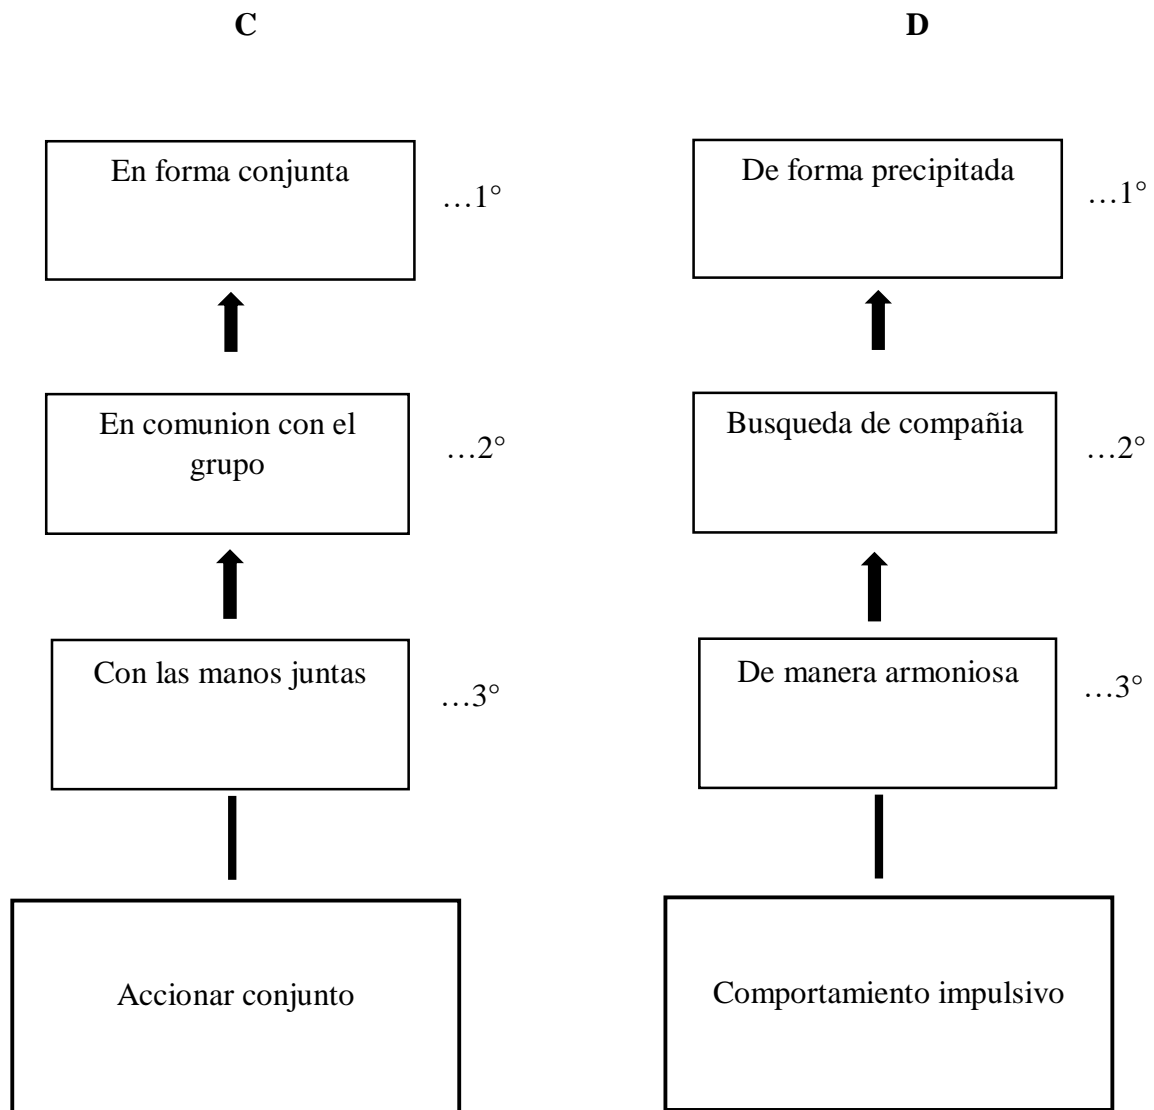 C
D
En forma conjunta
…1°
De forma precipitada
…1°
En comunion con el
grupo
…2°
Busqueda de compañia
…2°
Con las manos juntas
…3°
De manera armoniosa
…3°
Accionar conjunto
Comportamiento impulsivo